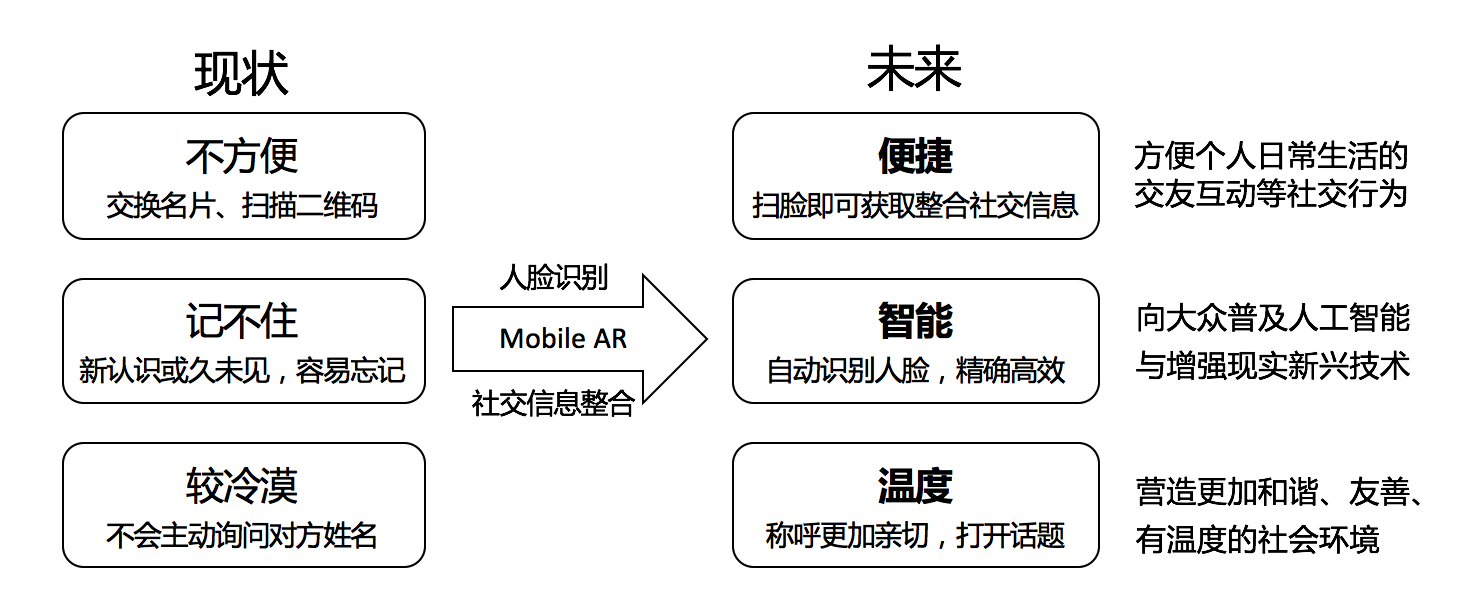 现状
不方便
交换名片、扫描二维码
记不住
新认识或久未见，容易忘记
较冷漠
不会主动询问对方姓名
人脸识别
Mobile AR
社交信息整合
未来
便捷
扫脸即可获取整合社交信息
方便个人日常生活的
交友互动等社交行为
智能
自动识别人脸，精确高效
向大众普及人工智能
与增强现实新兴技术
温度
称呼更加亲切，打开话题
营造更加和谐、友善、
有温度的社会环境